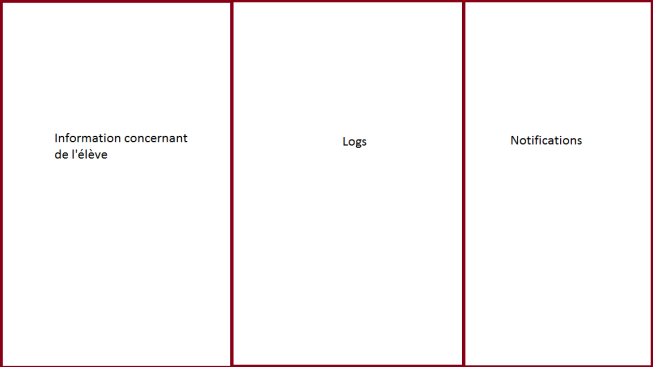 Information concernant
de l'élève
Logs
Notifications